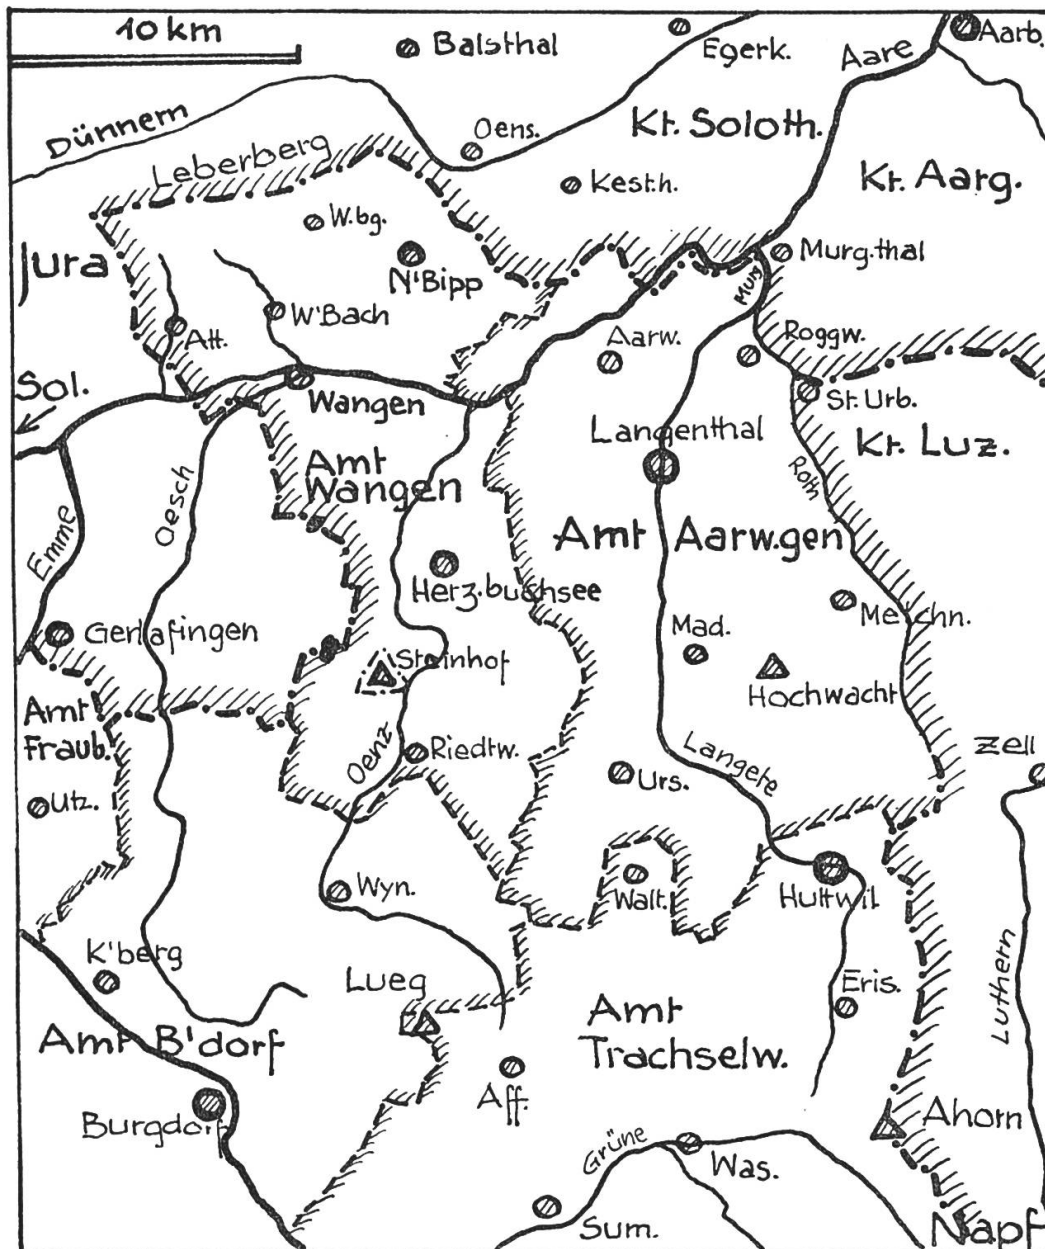 10 km
Balsthal
Egerk.
Aare
Aarb.
Dünnern
Oens.
Kt. Soloth.
Leberberg
Kest.h.
Kt. Aarg.
W.bg.
Jura
N'Bipp
Murg.thal
Murg
W'Bach
Att.
Aarw.
Roggw.
Sol.
Wangen
St.Urb.
Langenthal
Kt. Luz.
Amt
Wangen
Roth
Oesch
Emme
Amt Aarw.gen
Herz.buchsee
Melchn.
Gerlafingen
Mad.
Steinhof
Hochwacht
Amt
Fraub.
Oenz
Riedtw.
Langete
Zell
Utz.
Urs.
Wyn.
Walt.
Huttwil
K'berg
Lueg
Eris.
Luthern
Amt B'dorf
Amt
Trachselw.
Aff.
Burgdorf
Ahorn
Grüne
Was.
Sum.
Napf